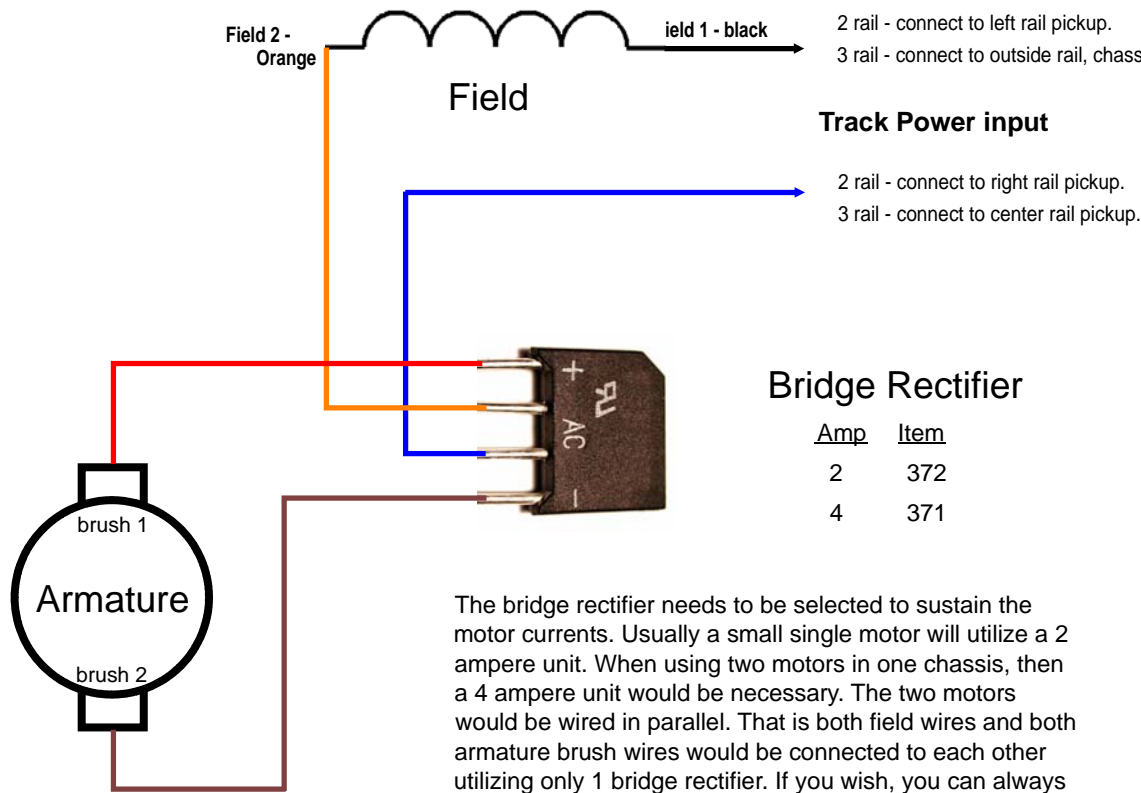 Field 2 -
Orange
ield 1 - black
2 rail - connect to left rail pickup.
3 rail - connect to outside rail, chass
Field
Track Power input
2 rail - connect to right rail pickup.
3 rail - connect to center rail pickup.
+
AC
-
Bridge Rectifier
Amp Item
2 372
4 371
brush 1
Armature
brush 2
The bridge rectifier needs to be selected to sustain the
motor currents. Usually a small single motor will utilize a 2
ampere unit. When using two motors in one chassis, then
a 4 ampere unit would be necessary. The two motors
would be wired in parallel. That is both field wires and both
armature brush wires would be connected to each other
utilizing only 1 bridge rectifier. If you wish, you can always